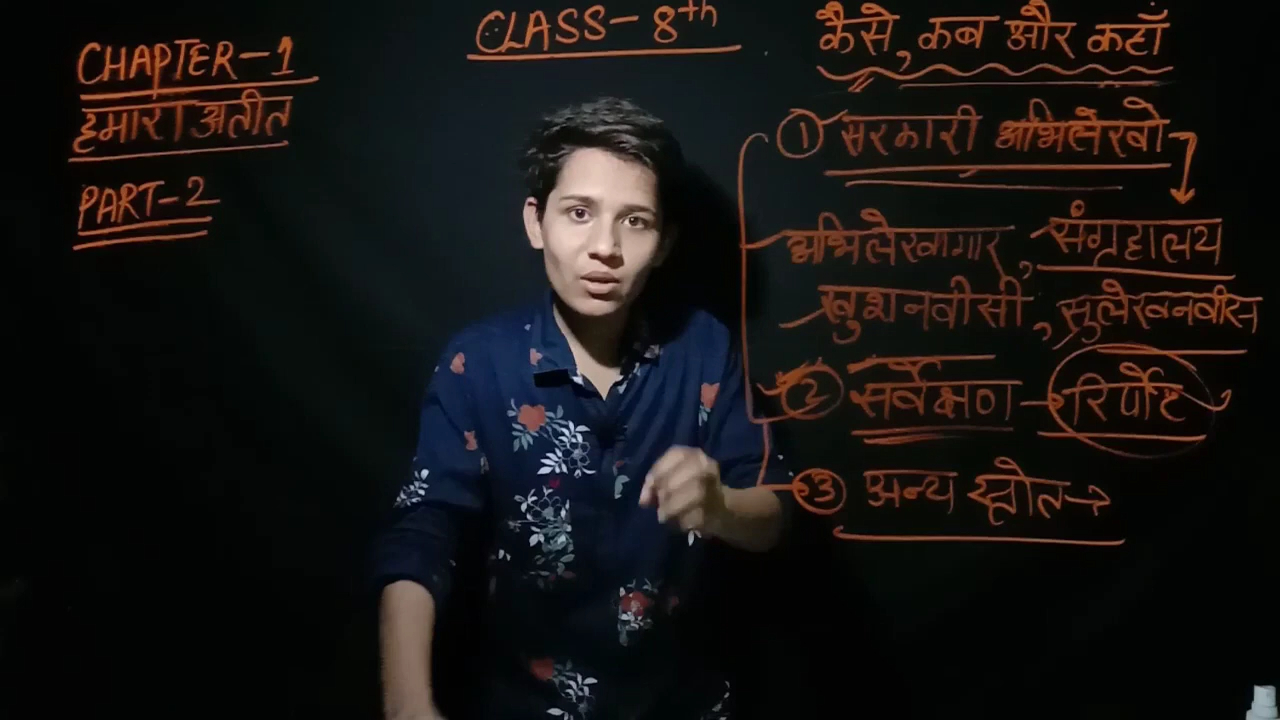 CLASS-8th
CHAPTER-1
हमारा अतीत
PART-2
कैसे, कब और कहाँ
① सरकारी अभिलेखो
अभिलेखागार, संग्रहालय
खुशनवीसी, सुलेखनवीस
② सर्वेक्षण → रिर्पोट
③ अन्य स्त्रोत →